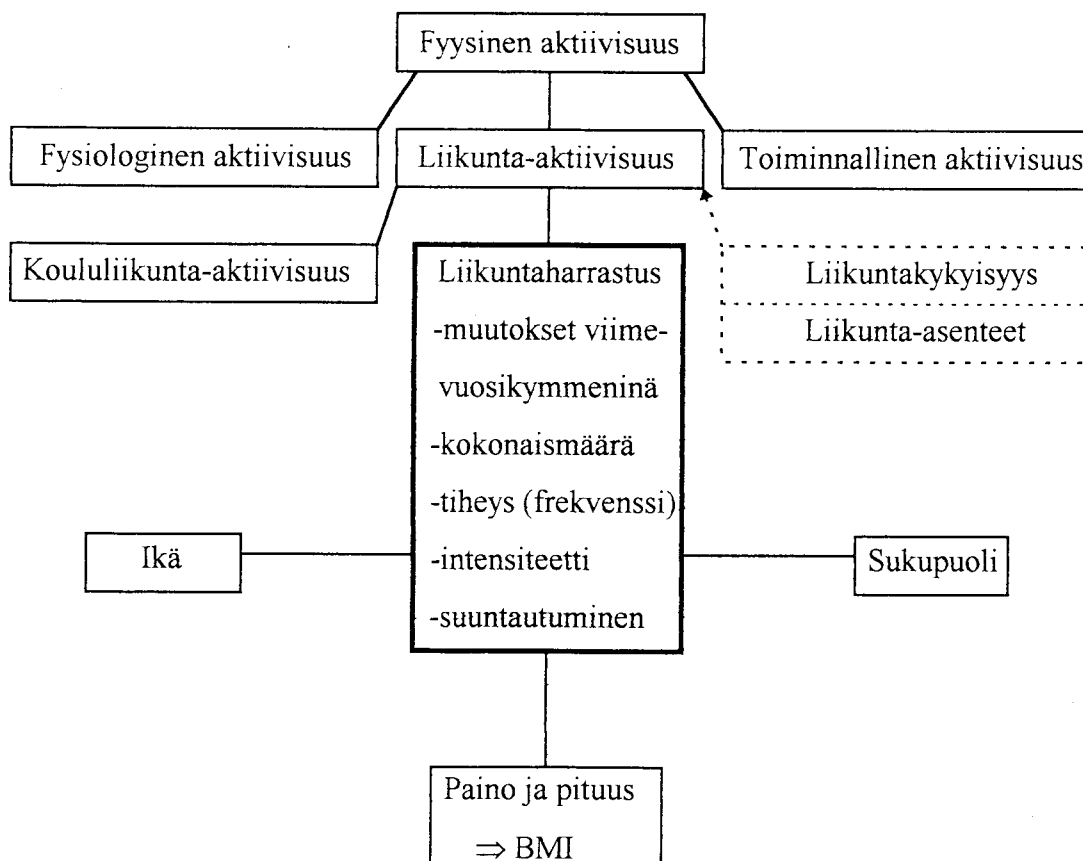 Fyysinen aktiivisuus
Fysiologinen aktiivisuus
Liikunta-aktiivisuus
Toiminnallinen aktiivisuus
Koululiikunta-aktiivisuus
Liikuntaharrastus
-muutokset viime-
vuosikymmeninä
-kokonaismäärä
-tiheys (frekvenssi)
-intensiteetti
-suuntautuminen
Liikuntakykyisyys
Liikunta-asenteet
Ikä
Sukupuoli
Paino ja pituus
⇒ BMI